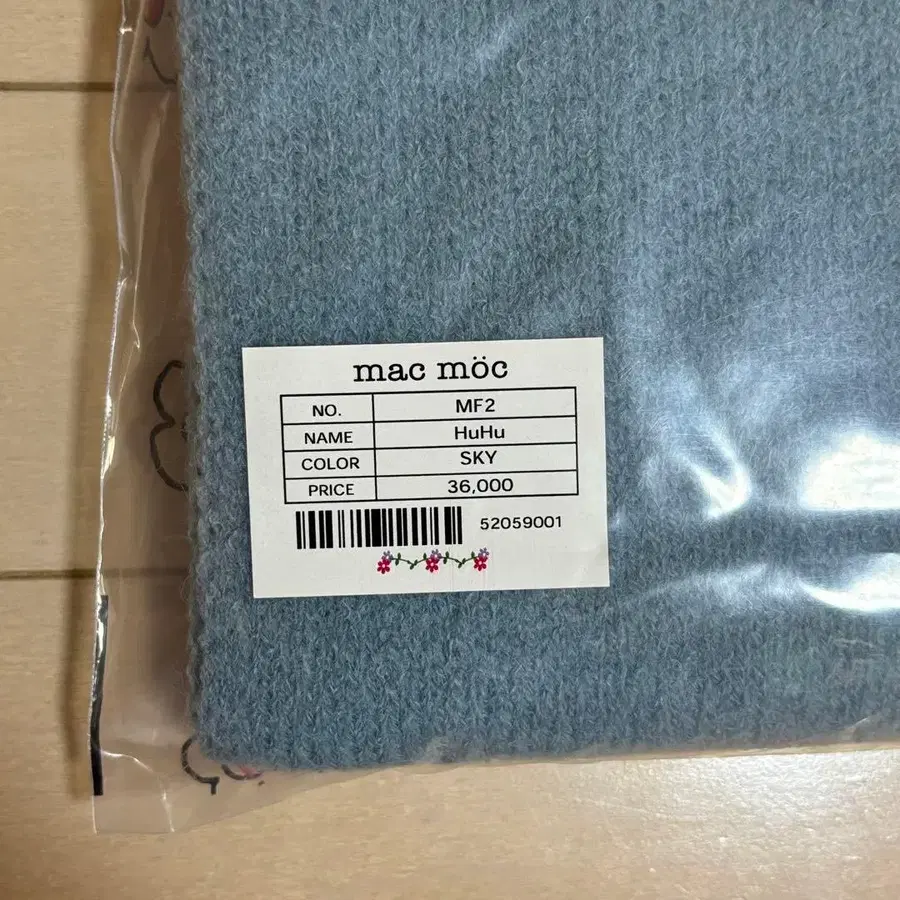 mac möc
NO. MF2
NAME HuHu
COLOR SKY
PRICE 36,000
52059001